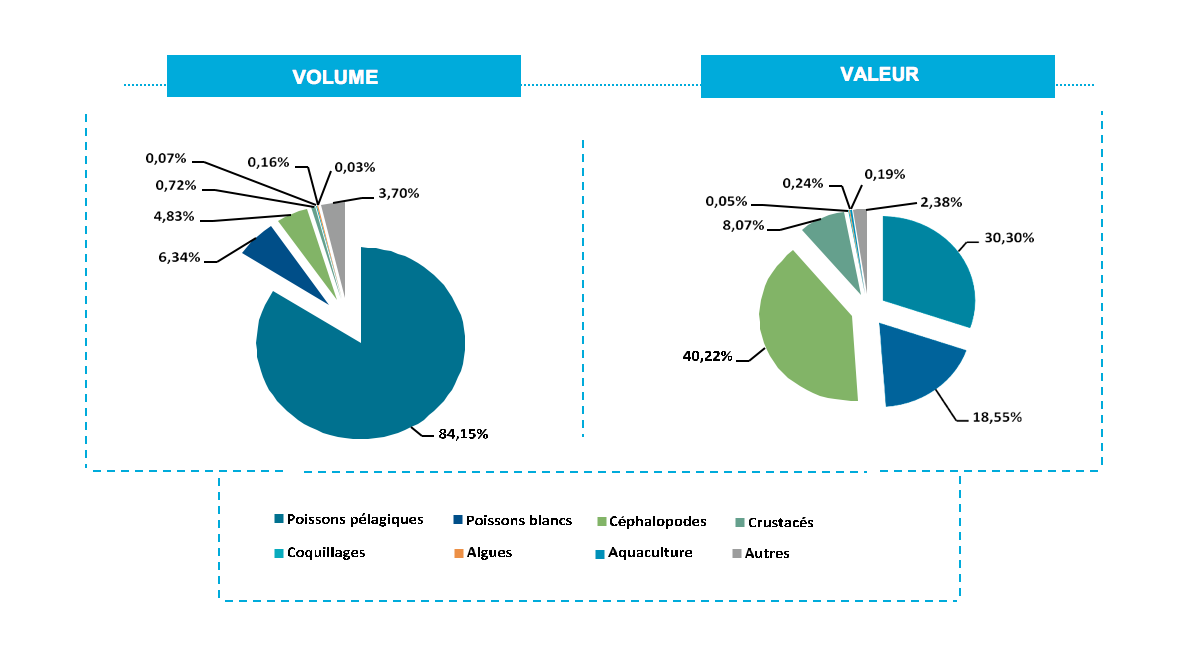 VOLUME
VALEUR
0,07%
0,16%
0,03%
0,72%
3,70%
4,83%
6,34%
84,15%
0,24%
0,19%
0,05%
2,38%
8,07%
30,30%
40,22%
18,55%
Poissons pélagiques
Poissons blancs
Céphalopodes
Crustacés
Coquillages
Algues
Aquaculture
Autres